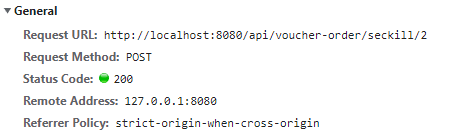 General
Request URL: http://localhost:8080/api/voucher-order/seckill/2
Request Method: POST
Status Code: 200
Remote Address: 127.0.0.1:8080
Referrer Policy: strict-origin-when-cross-origin